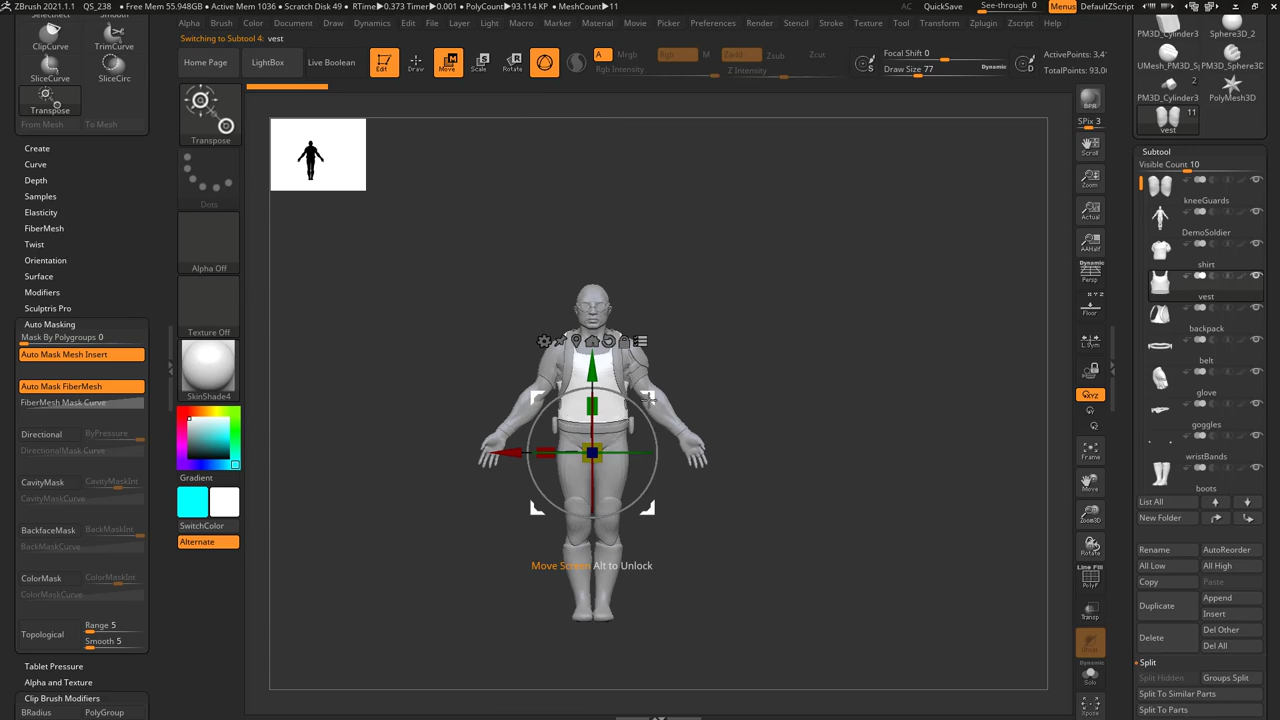 ZBrush 2021.1.1 QS_238 ● Free Mem 55.948GB ● Active Mem 1036 ● Scratch Disk 49 ● RTime▸0.373 Timer▸0.001 ● PolyCount▸93.114 KP ● MeshCount▸11 AC QuickSave See-through 0 Menus DefaultZScript
Alpha Brush Color Document Draw Dynamics Edit File Layer Light Macro Marker Material Movie Picker Preferences Render Stencil Stroke Texture Tool Transform Zplugin Zscript Help
Switching to Subtool 4: vest
Home Page LightBox Live Boolean Edit Draw Move Scale Rotate A Mrgb Rgb M Zadd Zsub Zcut
Rgb Intensity Z Intensity
Focal Shift 0
Draw Size 77 Dynamic
S D
ActivePoints: 3.4
TotalPoints: 93.0
ClipCurve TrimCurve
SliceCurve SliceCirc
Transpose
From Mesh To Mesh
Create
Curve
Depth
Samples
Elasticity
FiberMesh
Twist
Orientation
Surface
Modifiers
Sculptris Pro
Auto Masking
Mask By Polygroups 0
Auto Mask Mesh Insert
Auto Mask FiberMesh
FiberMesh Mask Curve
Directional ByPressure
DirectionalMask Curve
CavityMask CavityMaskInt
CavityMaskCurve
BackfaceMask BackMaskInt
BackMaskCurve
ColorMask ColorMaskInt
ColorMaskCurve
Topological Range 5
Smooth 5
Tablet Pressure
Alpha and Texture
Clip Brush Modifiers
BRadius PolyGroup
Transpose
Dots
Alpha Off
Texture Off
SkinShade4
Gradient
SwitchColor
Alternate
Move Screen Alt to Unlock
BPR
SPix 3
Scroll
Zoom
Actual
AAHalf
Dynamic
Persp
Floor
L.Sym
XYZ
Frame
Move
Zoom3D
Rotate
Line Fill
PolyF
Transp
Dynamic
Solo
Xpose
PM3D_Cylinder3 Sphere3D_2
UMesh_PM3D_S PM3D_Sphere3D
2
PM3D_Cylinder3 PolyMesh3D
11
vest
Subtool
Visible Count 10
kneeGuards
DemoSoldier
shirt
vest
backpack
belt
glove
goggles
wristBands
boots
List All
New Folder
Rename AutoReorder
All Low All High
Copy Paste
Duplicate Append
Insert
Delete Del Other
Del All
Split
Split Hidden Groups Split
Split To Similar Parts
Split To Parts